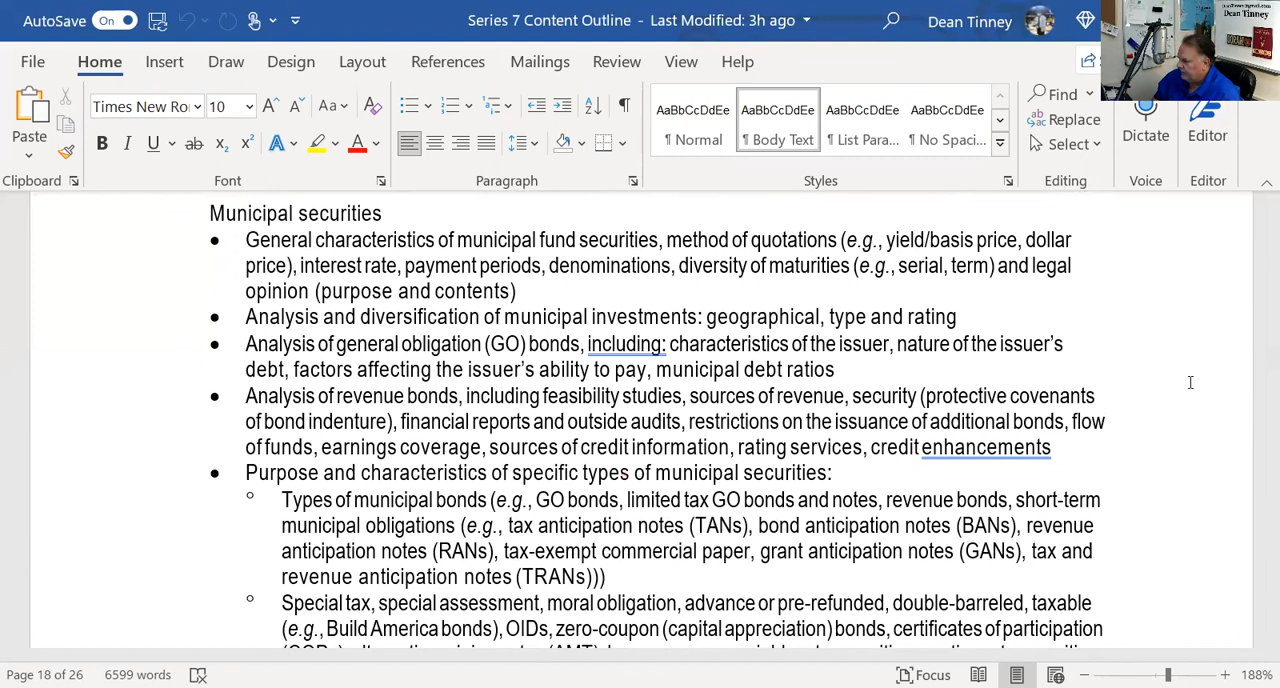 AutoSave On Series 7 Content Outline - Last Modified: 3h ago Dean Tinney
Dean Tinney
File Home Insert Draw Design Layout References Mailings Review View Help
Times New Ro 10 Aa
AaBbCcDdEe AaBbCcDdEe AaBbCcDdEe AaBbCcDdEe
¶ Normal ¶ Body Text ¶ List Para... ¶ No Spaci...
Find
Replace
Select
Paste Dictate Editor
Clipboard Font Paragraph Styles Editing Voice Editor
Municipal securities
• General characteristics of municipal fund securities, method of quotations (e.g., yield/basis price, dollar
price), interest rate, payment periods, denominations, diversity of maturities (e.g., serial, term) and legal
opinion (purpose and contents)
• Analysis and diversification of municipal investments: geographical, type and rating
• Analysis of general obligation (GO) bonds, including: characteristics of the issuer, nature of the issuer's
debt, factors affecting the issuer's ability to pay, municipal debt ratios
• Analysis of revenue bonds, including feasibility studies, sources of revenue, security (protective covenants
of bond indenture), financial reports and outside audits, restrictions on the issuance of additional bonds, flow
of funds, earnings coverage, sources of credit information, rating services, credit enhancements
• Purpose and characteristics of specific types of municipal securities:
° Types of municipal bonds (e.g., GO bonds, limited tax GO bonds and notes, revenue bonds, short-term
municipal obligations (e.g., tax anticipation notes (TANs), bond anticipation notes (BANs), revenue
anticipation notes (RANs), tax-exempt commercial paper, grant anticipation notes (GANs), tax and
revenue anticipation notes (TRANs)))
° Special tax, special assessment, moral obligation, advance or pre-refunded, double-barreled, taxable
(e.g., Build America bonds), OIDs, zero-coupon (capital appreciation) bonds, certificates of participation
Page 18 of 26 6599 words Focus 188%